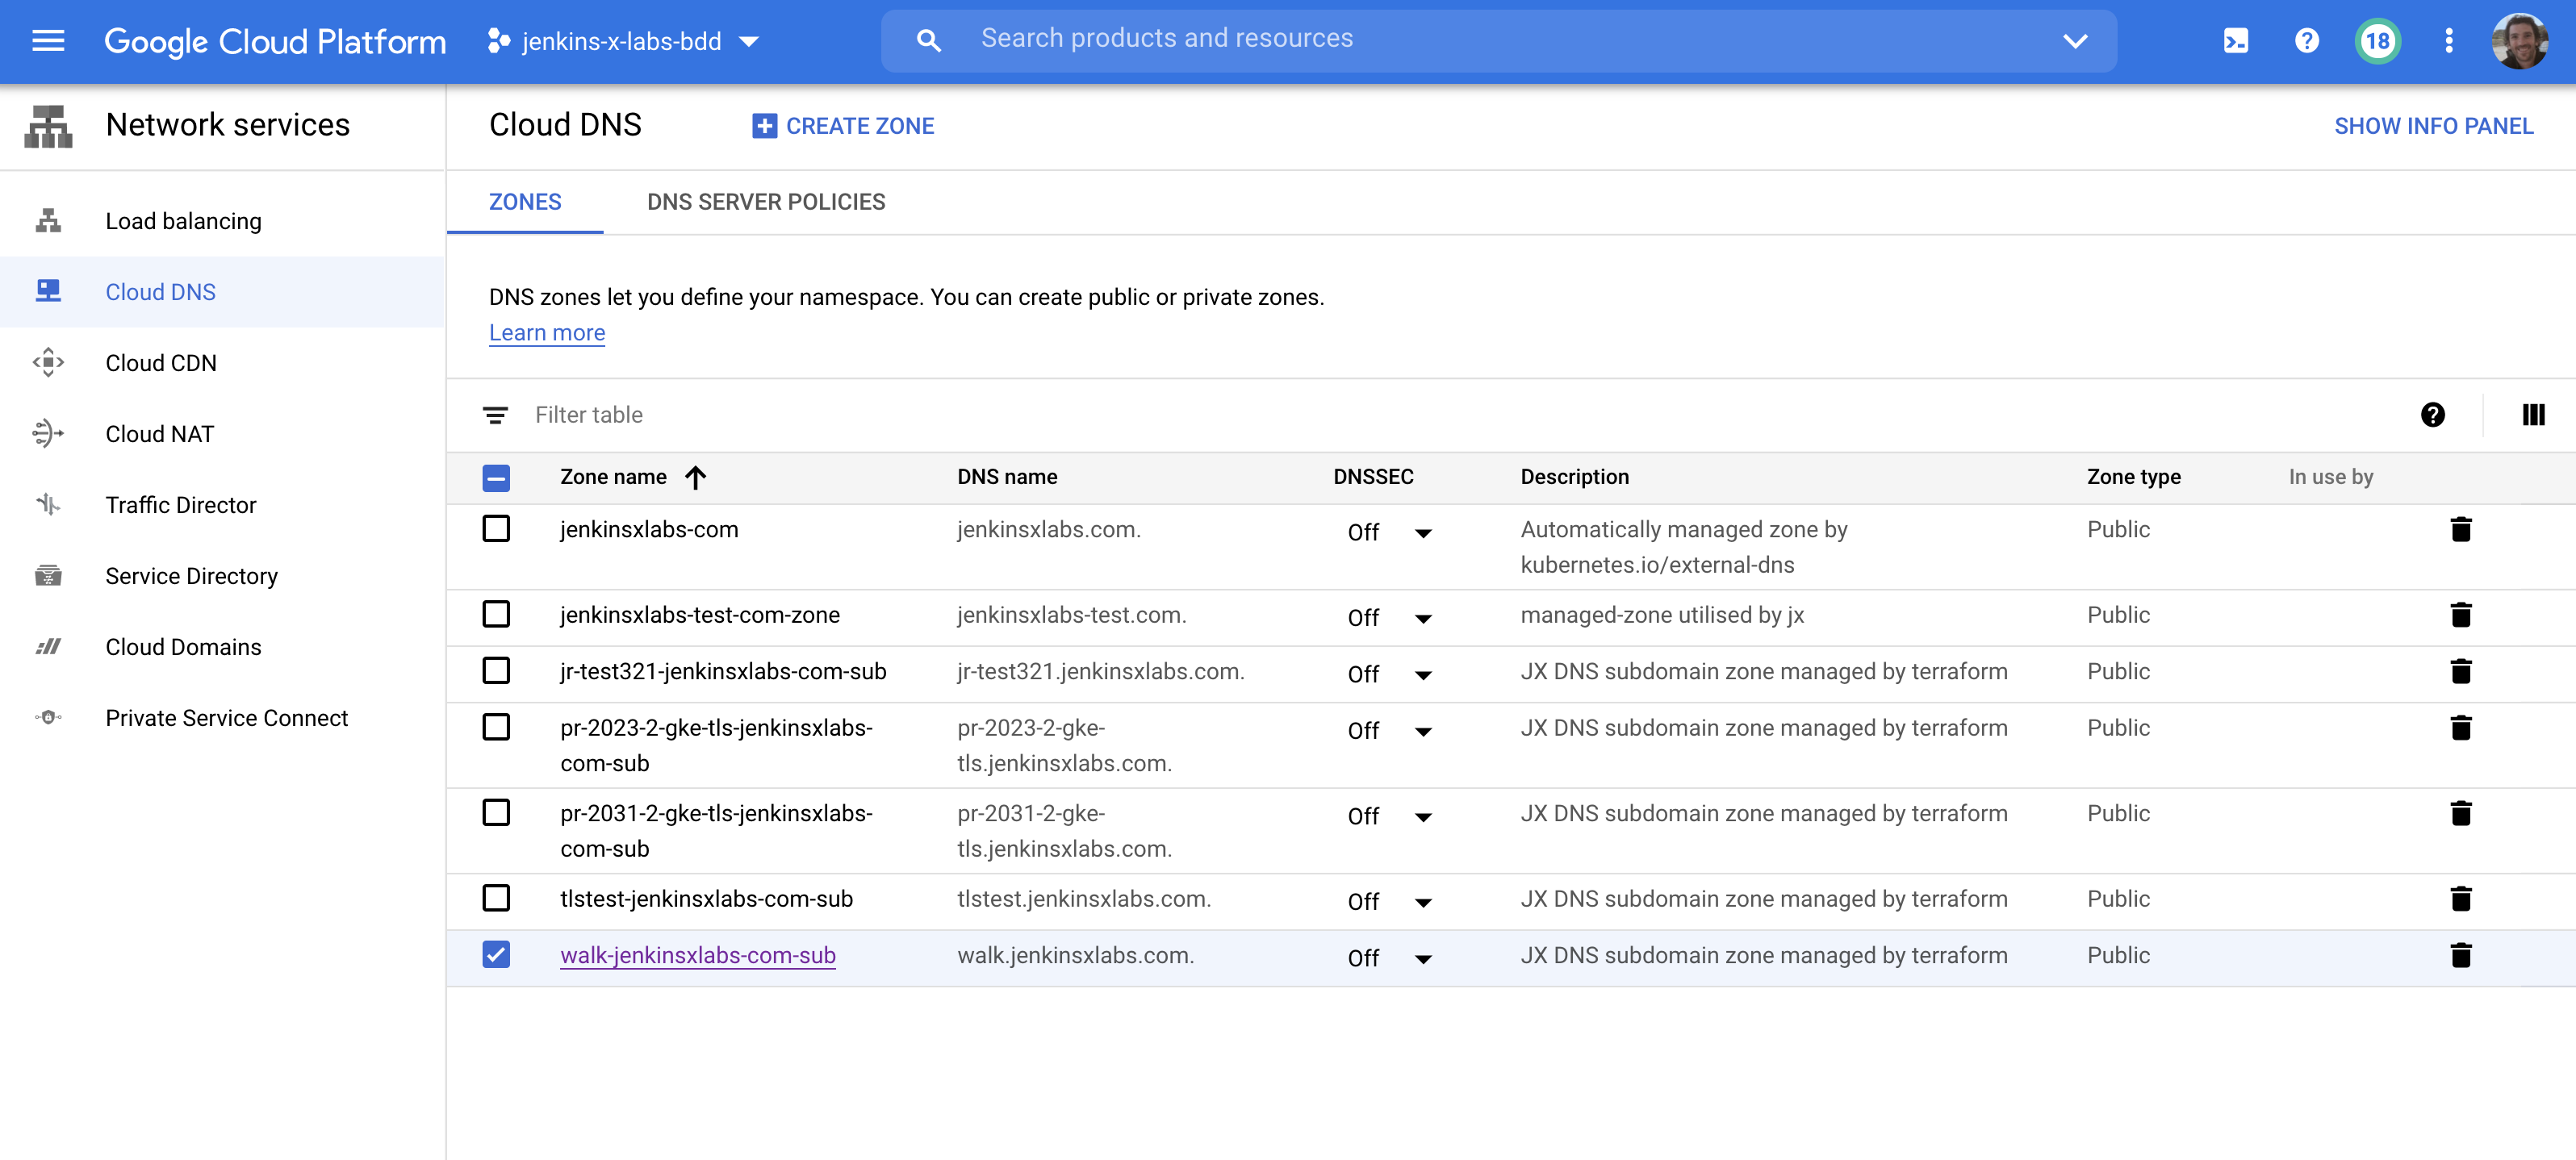 Google Cloud Platform
jenkins-x-labs-bdd
Search products and resources
18
Network services
Load balancing
Cloud DNS
Cloud CDN
Cloud NAT
Traffic Director
Service Directory
Cloud Domains
Private Service Connect
Cloud DNS
CREATE ZONE
SHOW INFO PANEL
ZONES
DNS SERVER POLICIES
DNS zones let you define your namespace. You can create public or private zones.
Learn more
Filter table
Zone name DNS name DNSSEC Description Zone type In use by
jenkinsxlabs-com jenkinsxlabs.com. Off Automatically managed zone by Public
kubernetes.io/external-dns
jenkinsxlabs-test-com-zone jenkinsxlabs-test.com. Off managed-zone utilised by jx Public
jr-test321-jenkinsxlabs-com-sub jr-test321.jenkinsxlabs.com. Off JX DNS subdomain zone managed by terraform Public
pr-2023-2-gke-tls-jenkinsxlabs- pr-2023-2-gke- Off JX DNS subdomain zone managed by terraform Public
com-sub tls.jenkinsxlabs.com.
pr-2031-2-gke-tls-jenkinsxlabs- pr-2031-2-gke- Off JX DNS subdomain zone managed by terraform Public
com-sub tls.jenkinsxlabs.com.
tlstest-jenkinsxlabs-com-sub tlstest.jenkinsxlabs.com. Off JX DNS subdomain zone managed by terraform Public
walk-jenkinsxlabs-com-sub walk.jenkinsxlabs.com. Off JX DNS subdomain zone managed by terraform Public